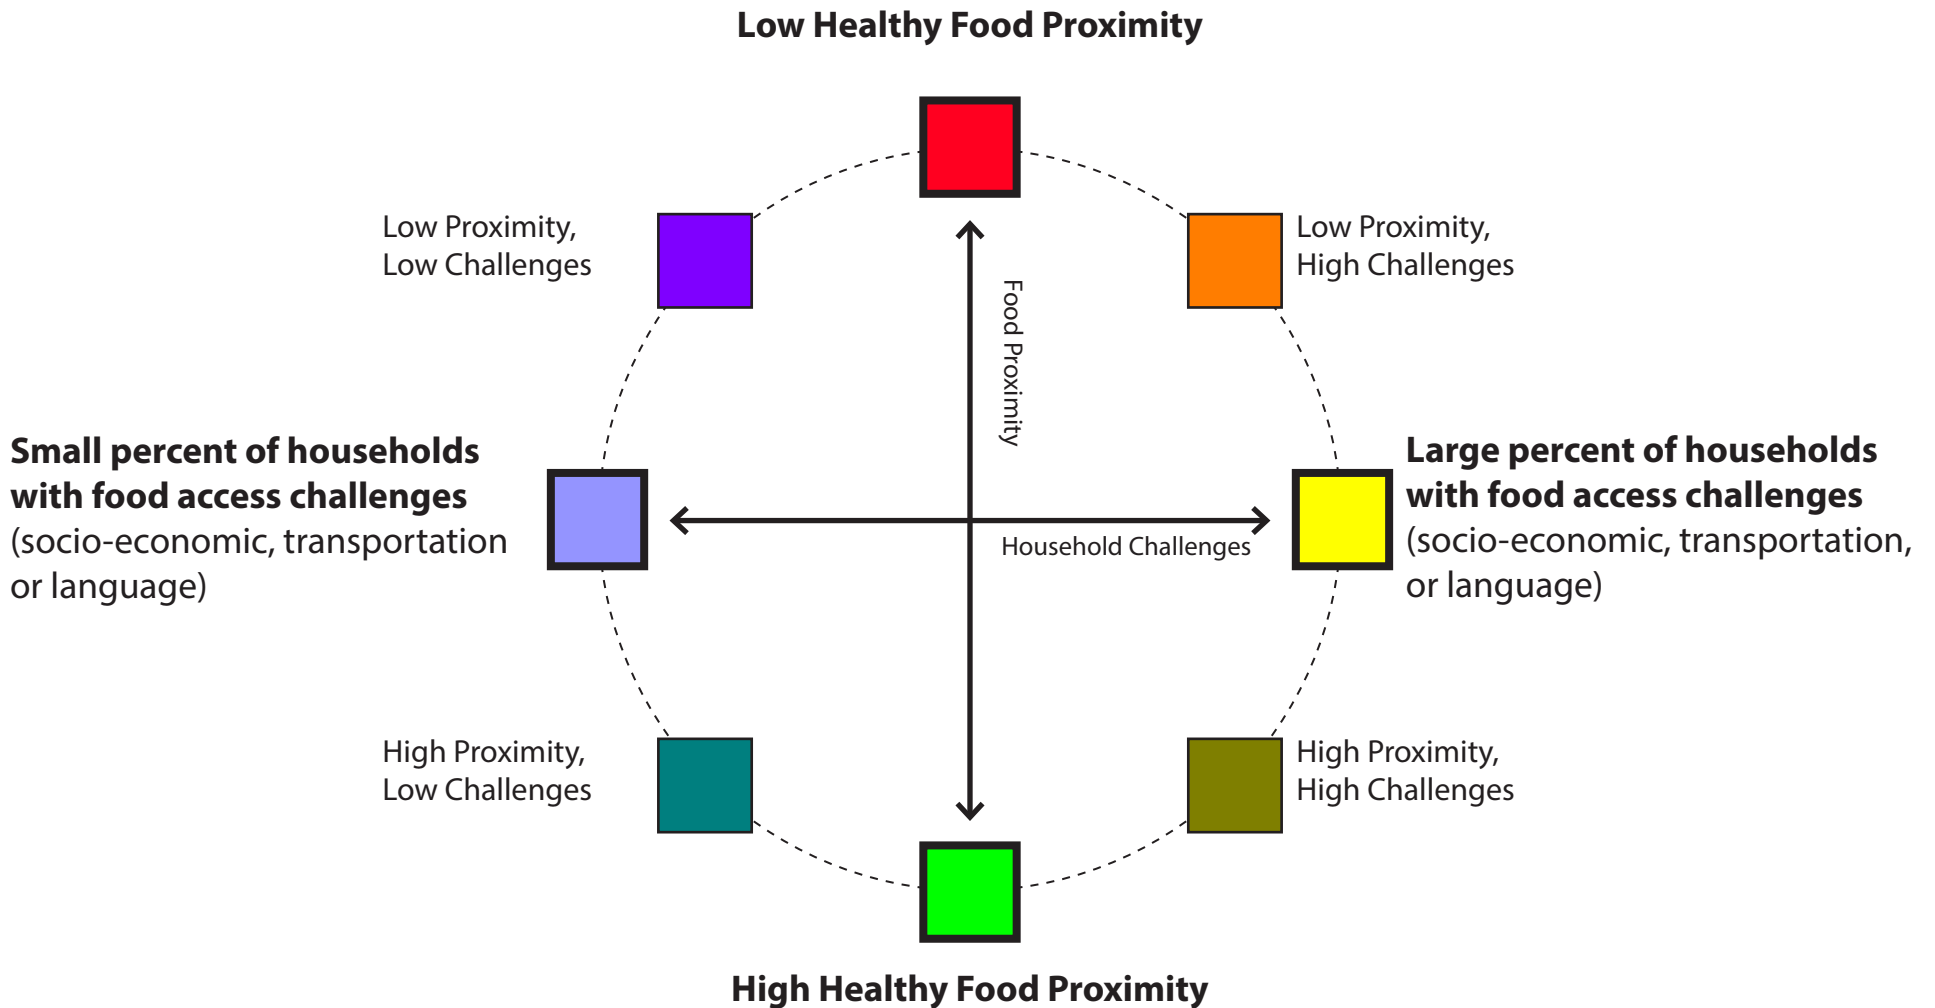 Low Healthy Food Proximity
Low Proximity,
Low Challenges
Low Proximity,
High Challenges
Food Proximity
Small percent of households
with food access challenges
(socio-economic, transportation
or language)
Household Challenges
Large percent of households
with food access challenges
(socio-economic, transportation,
or language)
High Proximity,
Low Challenges
High Proximity,
High Challenges
High Healthy Food Proximity